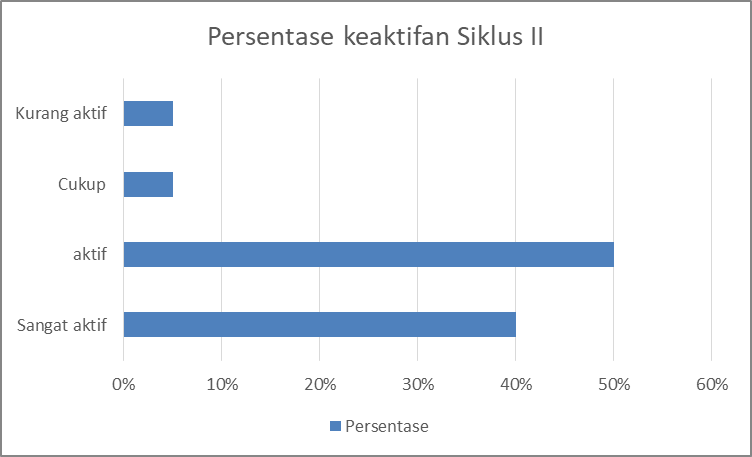 Persentase keaktifan Siklus II
Kurang aktif
Cukup
aktif
Sangat aktif
0% 10% 20% 30% 40% 50% 60%
Persentase